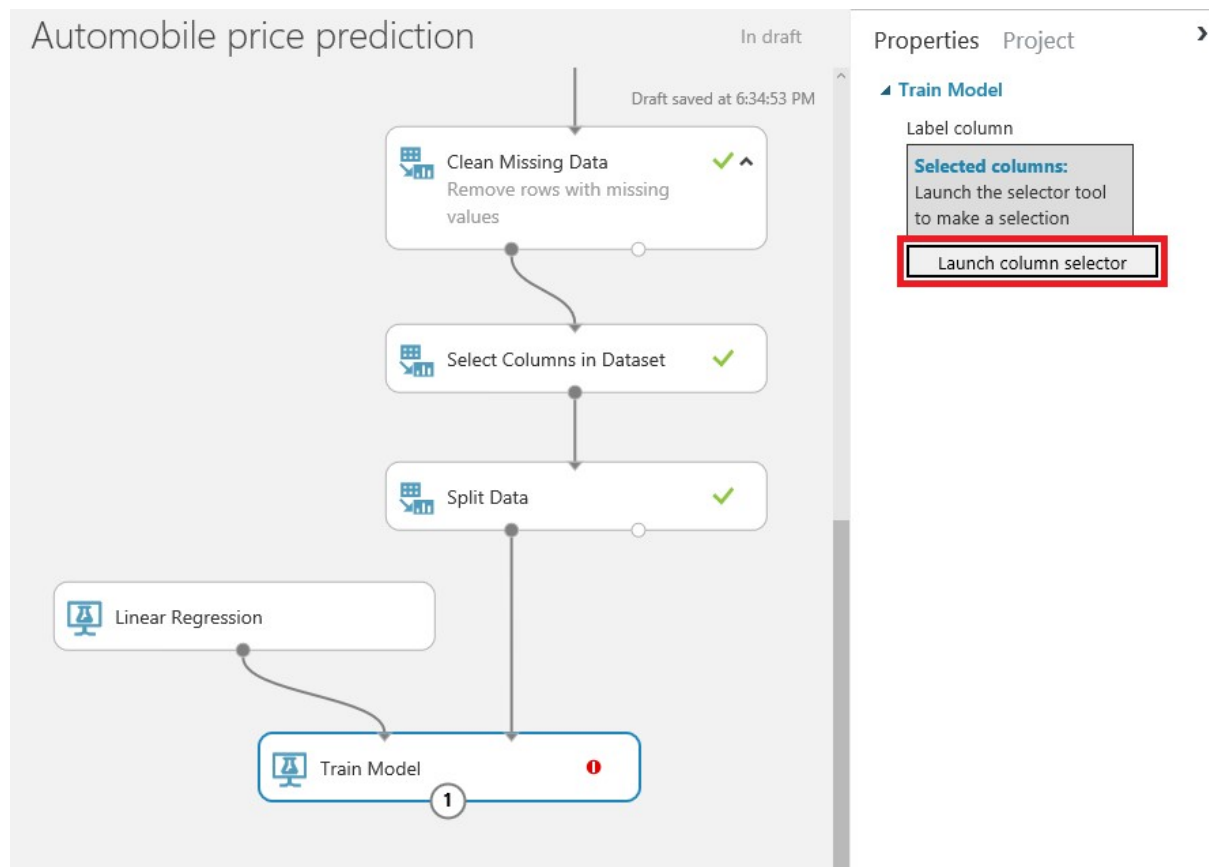 Automobile price prediction
In draft
Draft saved at 6:34:53 PM
Clean Missing Data
Remove rows with missing
values
Select Columns in Dataset
Split Data
Linear Regression
Train Model
1
Properties Project
Train Model
Label column
Selected columns:
Launch the selector tool
to make a selection
Launch column selector